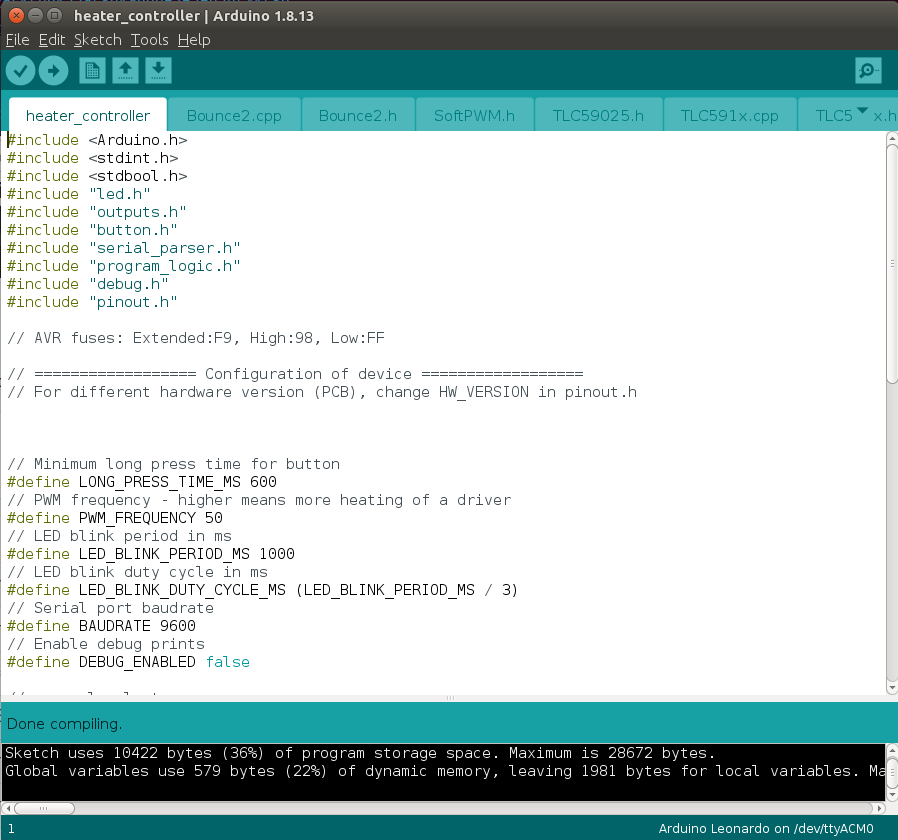 heater_controller | Arduino 1.8.13
File Edit Sketch Tools Help
heater_controller Bounce2.cpp Bounce2.h SoftPWM.h TLC59025.h TLC591x.cpp TLC5 x.h
#include <Arduino.h>
#include <stdint.h>
#include <stdbool.h>
#include "led.h"
#include "outputs.h"
#include "button.h"
#include "serial_parser.h"
#include "program_logic.h"
#include "debug.h"
#include "pinout.h"
// AVR fuses: Extended:F9, High:98, Low:FF
// ================== Configuration of device ==================
// For different hardware version (PCB), change HW_VERSION in pinout.h
// Minimum long press time for button
#define LONG_PRESS_TIME_MS 600
// PWM frequency - higher means more heating of a driver
#define PWM_FREQUENCY 50
// LED blink period in ms
#define LED_BLINK_PERIOD_MS 1000
// LED blink duty cycle in ms
#define LED_BLINK_DUTY_CYCLE_MS (LED_BLINK_PERIOD_MS / 3)
// Serial port baudrate
#define BAUDRATE 9600
// Enable debug prints
#define DEBUG_ENABLED false
Done compiling.
Sketch uses 10422 bytes (36%) of program storage space. Maximum is 28672 bytes.
Global variables use 579 bytes (22%) of dynamic memory, leaving 1981 bytes for local variables. Ma
1 Arduino Leonardo on /dev/ttyACM0